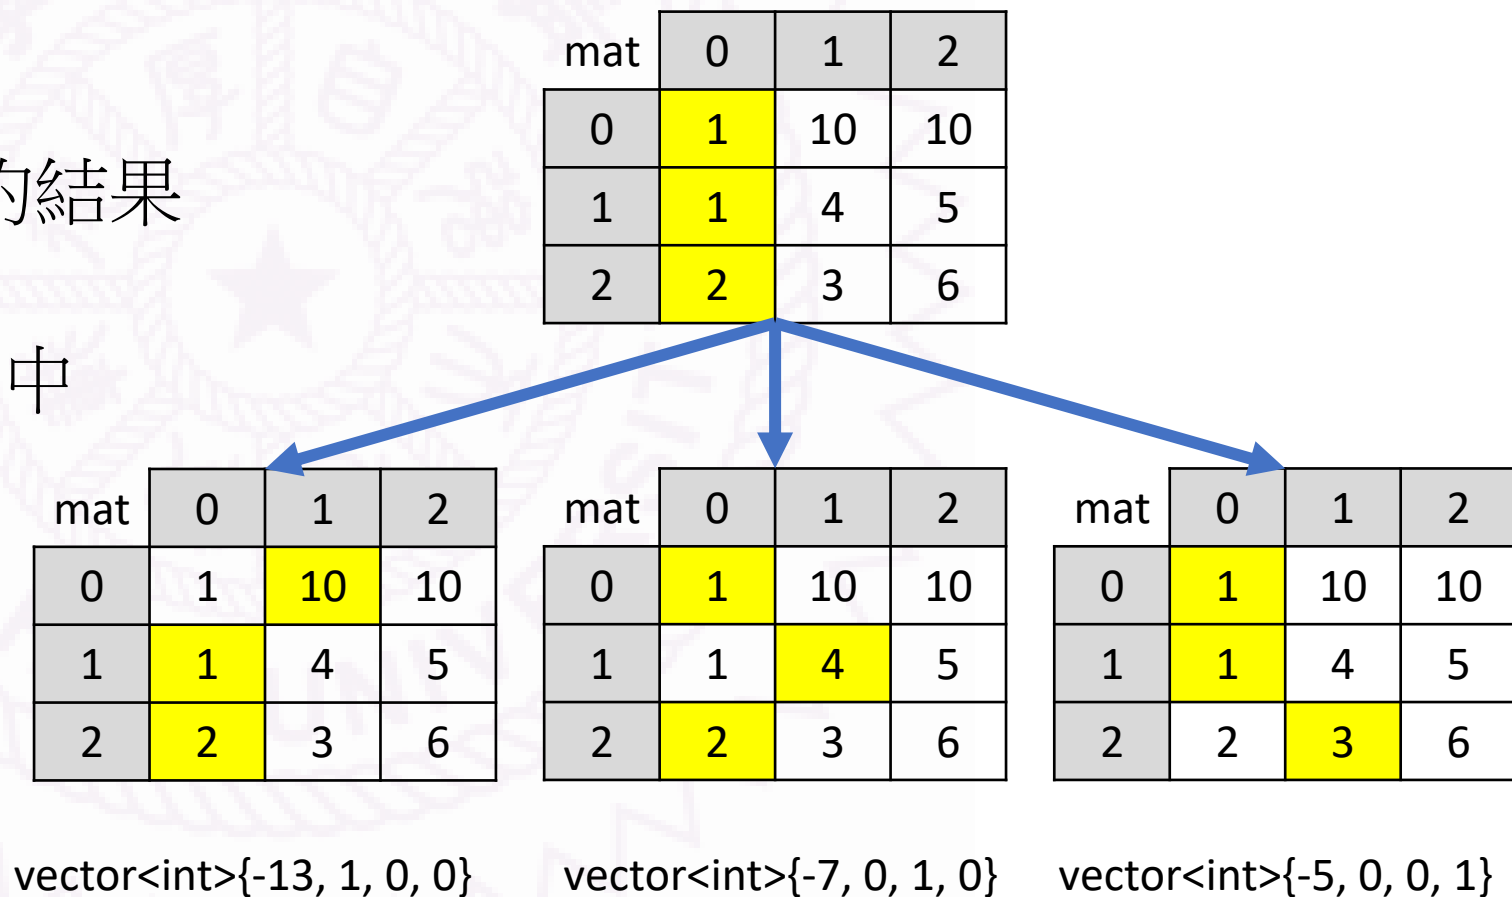 mat 0 1 2
0 1 10 10
的結果
1 1 4 5
2 2 3 6
中
mat 0 1 2
0 1 10 10
1 1 4 5
2 2 3 6
mat 0 1 2
0 1 10 10
1 1 4 5
2 2 3 6
mat 0 1 2
0 1 10 10
1 1 4 5
2 2 3 6
vector<int>{-13, 1, 0, 0}
vector<int>{-7, 0, 1, 0}
vector<int>{-5, 0, 0, 1}